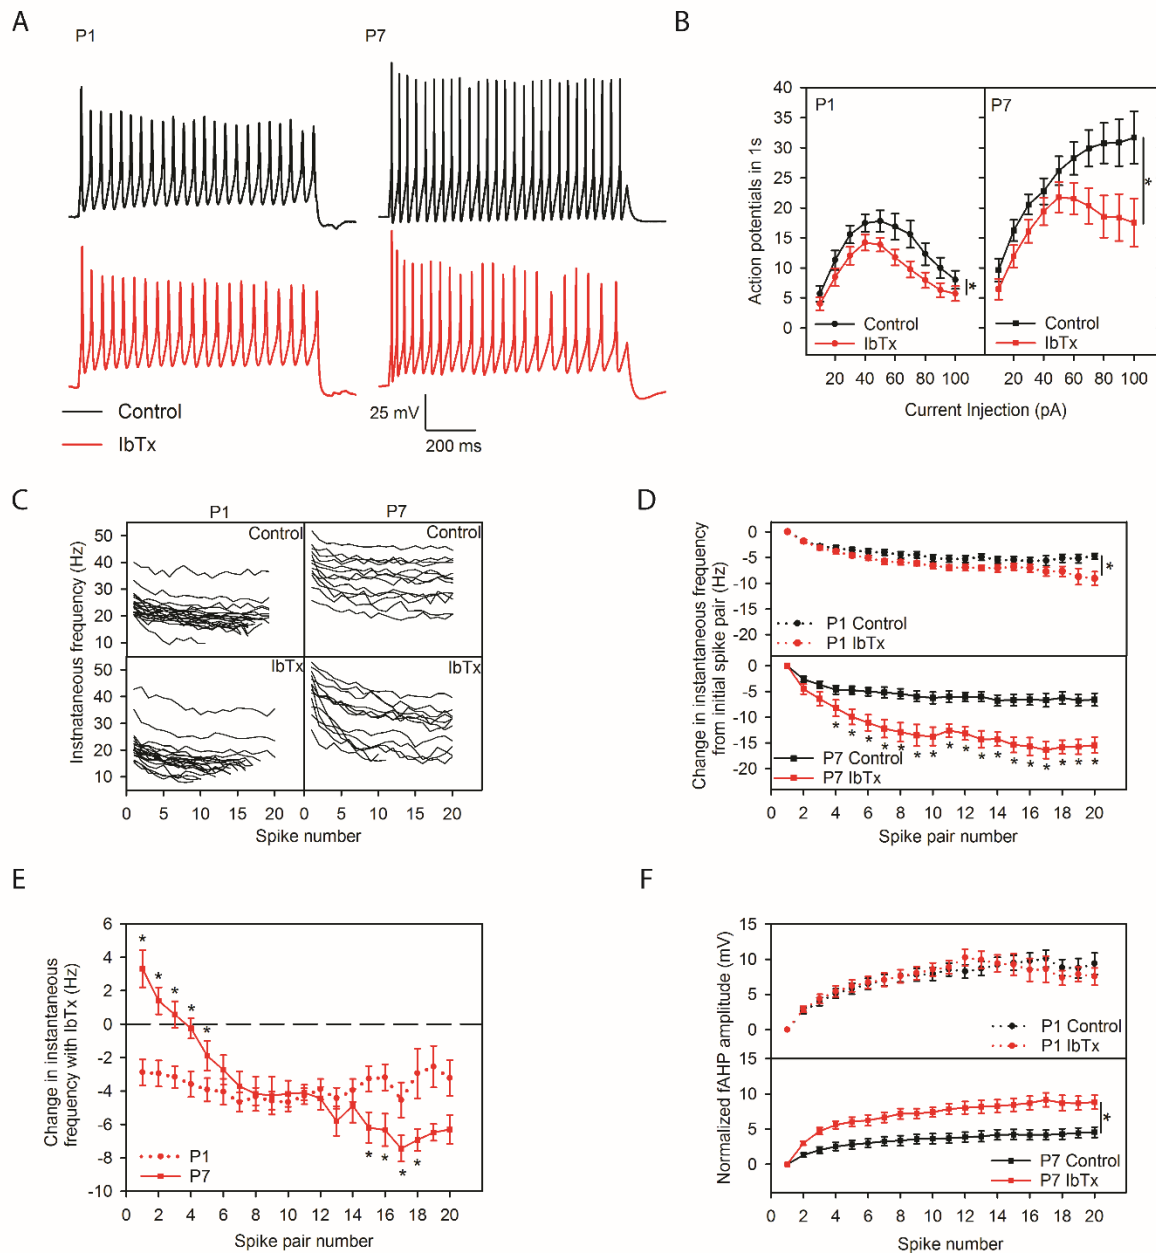 A
P1
P7
Control
IbTx
25 mV
200 ms
B
P1
P7
Action potentials in 1s
40
35
30
25
20
15
10
5
0
Control
IbTx
Control
IbTx
20 40 60 80 100
20 40 60 80 100
Current Injection (pA)
*
*
C
P1
P7
Control
Control
IbTx
IbTx
Instnataneous frequency (Hz)
50
40
30
20
10
50
40
30
20
10
0 5 10 15 20
0 5 10 15 20
Spike number
D
Change in instantaneous frequency
from initial spike pair (Hz)
0
-5
-10
-15
-20
*
P1 Control
P1 IbTx
0
-5
-10
-15
-20
* * * * * * * * * * * * * * * * *
P7 Control
P7 IbTx
0 2 4 6 8 10 12 14 16 18 20
Spike pair number
E
Change in instantaneous
frequency with IbTx (Hz)
6
4
2
0
-2
-4
-6
-8
-10
* * * * *
* * * *
P1
P7
0 2 4 6 8 10 12 14 16 18 20
Spike pair number
F
Normalized fAHP amplitude (mV)
15
10
5
0
P1 Control
P1 IbTx
15
10
5
0
*
P7 Control
P7 IbTx
0 2 4 6 8 10 12 14 16 18 20
Spike number